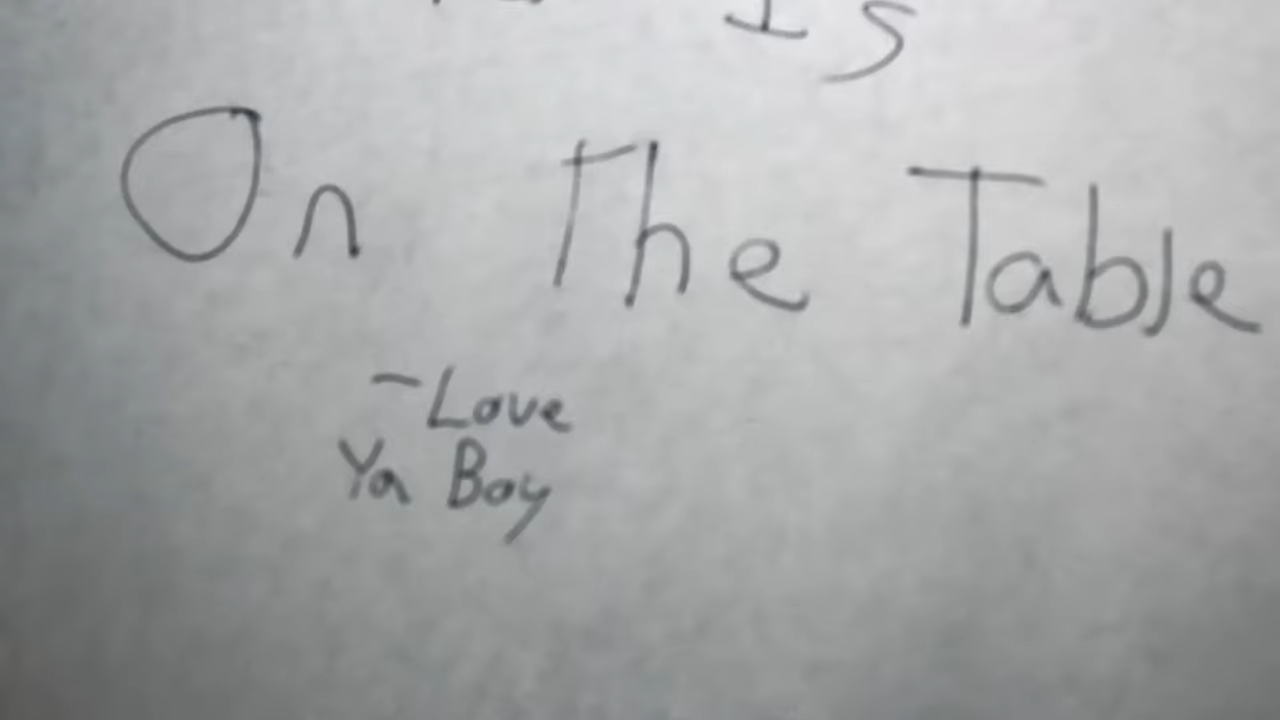 Is
On The Table
-Love
Ya Boy